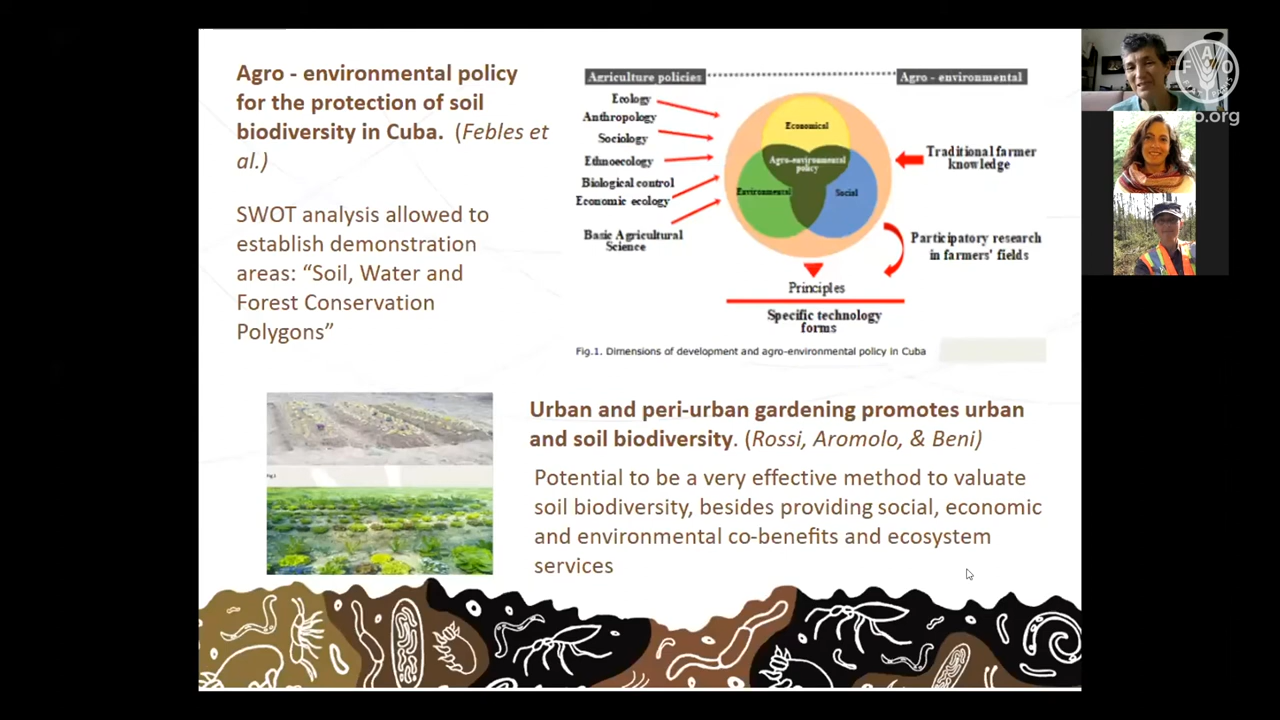 Agro - environmental policy
for the protection of soil
biodiversity in Cuba. (Febles et
al.)
SWOT analysis allowed to
establish demonstration
areas: “Soil, Water and
Forest Conservation
Polygons”
Agriculture policies
Agro - environmental
Ecology
Anthropology
Sociology
Ethnoecology
Biological control
Economic ecology
Basic Agricultural
Science
Economical
Agro-environmental
policy
Environmental
Social
Traditional farmer
knowledge
Participatory research
in farmers' fields
Principles
Specific technology
forms
Fig.1. Dimensions of development and agro-environmental policy in Cuba
Urban and peri-urban gardening promotes urban
and soil biodiversity. (Rossi, Aromolo, & Beni)
Potential to be a very effective method to valuate
soil biodiversity, besides providing social, economic
and environmental co-benefits and ecosystem
services
F A O
.org